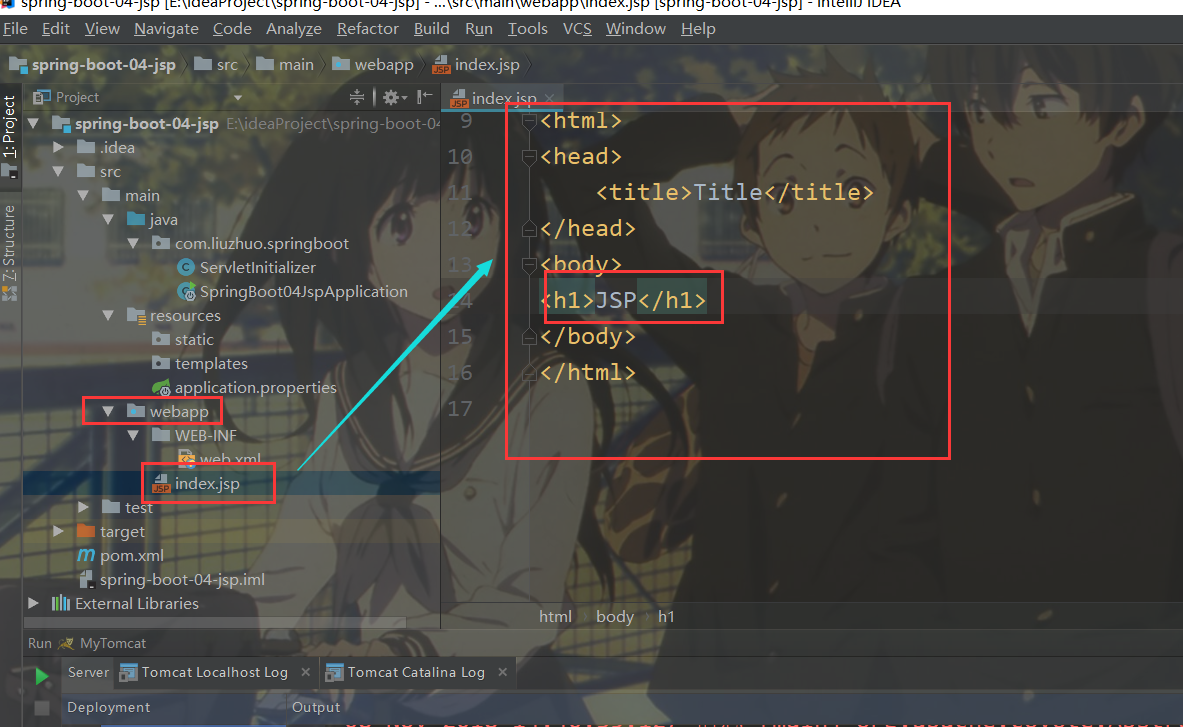 spring-boot-04-jsp [E:\ideaProject\spring-boot-04-jsp] - ...\src\main\webapp\index.jsp [spring-boot-04-jsp] - IntelliJ IDEA
File Edit View Navigate Code Analyze Refactor Build Run Tools VCS Window Help
spring-boot-04-jsp src main webapp index.jsp
1: Project
Z: Structure
Project
spring-boot-04-jsp E:\ideaProject\spring-boot-04
.idea
src
main
java
com.liuzhuo.springboot
ServletInitializer
SpringBoot04JspApplication
resources
static
templates
application.properties
webapp
WEB-INF
web.xml
index.jsp
test
target
pom.xml
spring-boot-04-jsp.iml
External Libraries
index.jsp
9 <html>
10 <head>
11 <title>Title</title>
12 </head>
13 <body>
14 <h1>JSP</h1>
15 </body>
16 </html>
17
html body h1
Run MyTomcat
Server Tomcat Localhost Log Tomcat Catalina Log
Deployment Output